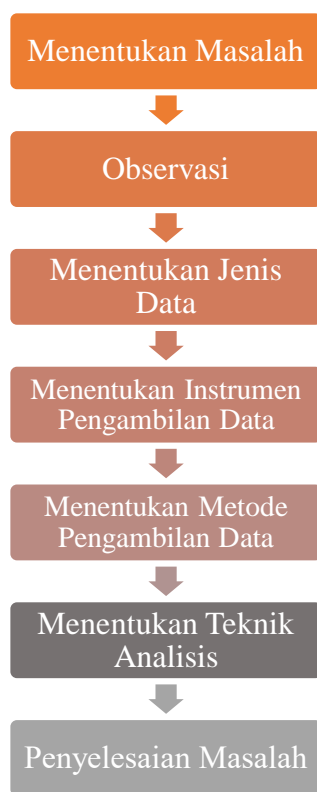 Menentukan Masalah
Observasi
Menentukan Jenis
Data
Menentukan Instrumen
Pengambilan Data
Menentukan Metode
Pengambilan Data
Menentukan Teknik
Analisis
Penyelesaian Masalah